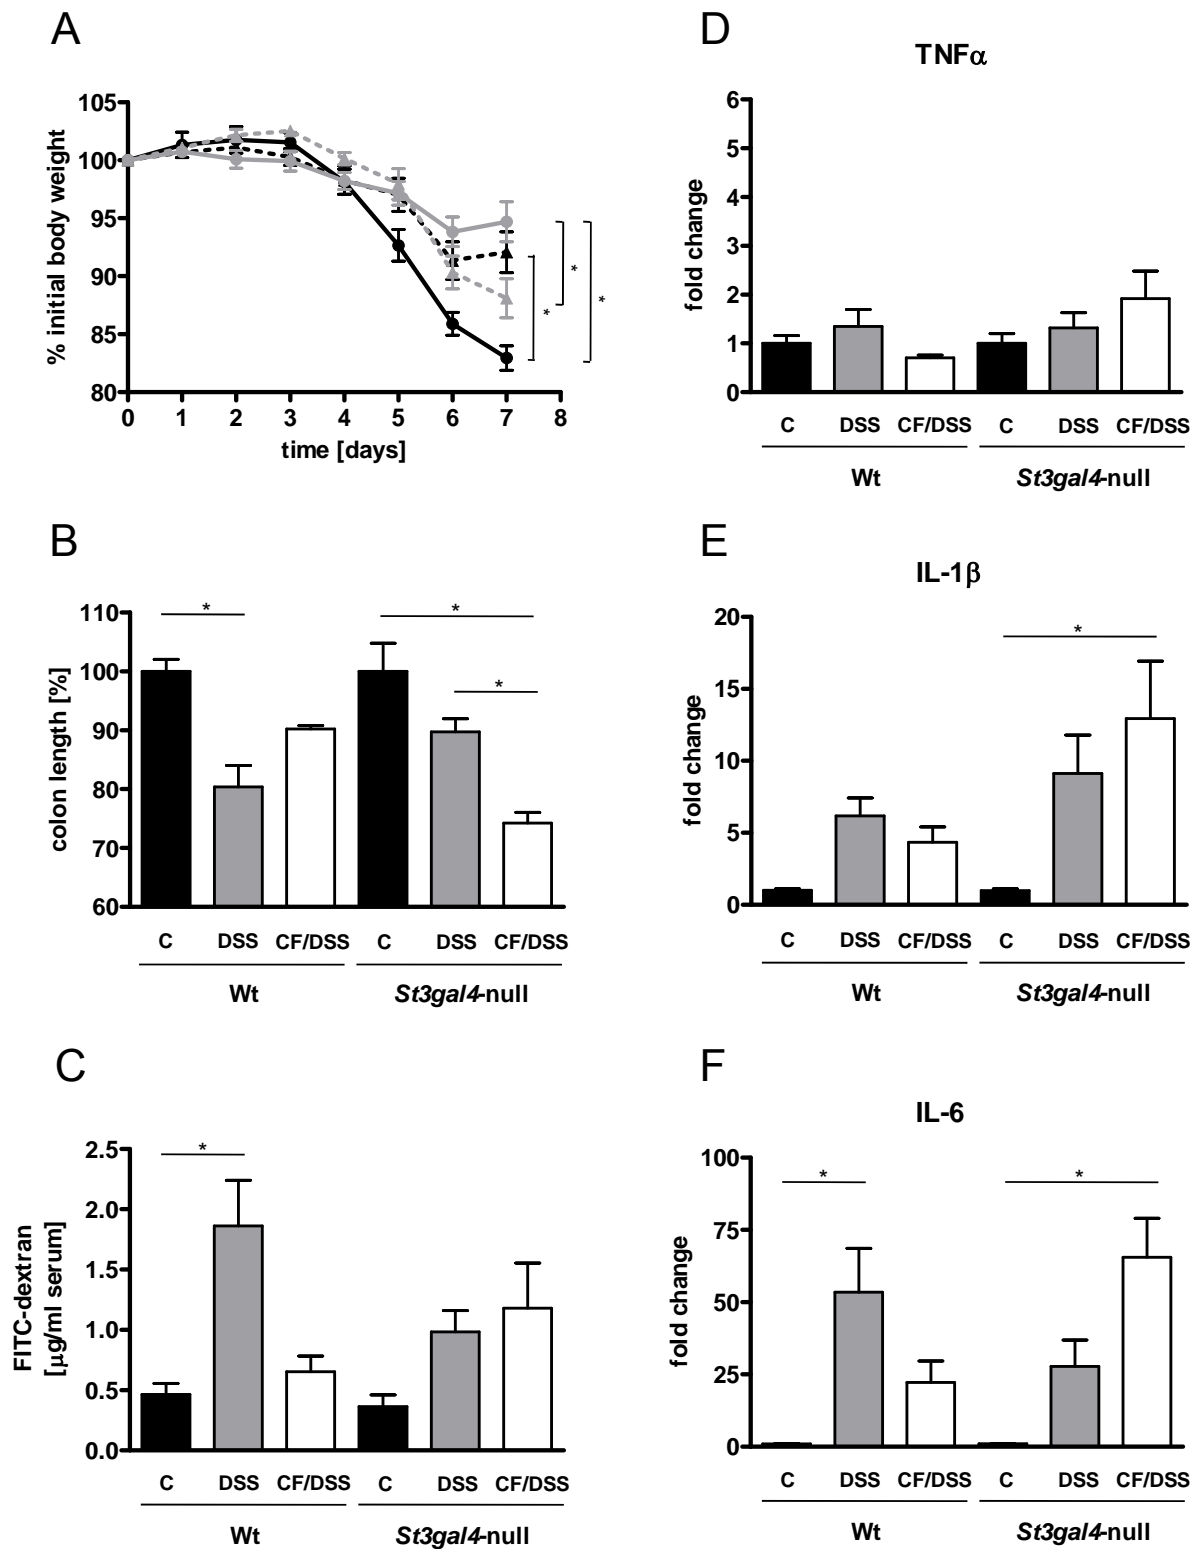 A
105
100
95
90
85
80
% initial body weight
0 1 2 3 4 5 6 7 8
time [days]
*
*
*
B
110
100
90
80
70
60
colon length [%]
*
*
*
C DSS CF/DSS C DSS CF/DSS
Wt St3gal4-null
C
2.5
2.0
1.5
1.0
0.5
0.0
FITC-dextran
[µg/ml serum]
*
C DSS CF/DSS C DSS CF/DSS
Wt St3gal4-null
D
TNFα
6
5
4
3
2
1
0
fold change
C DSS CF/DSS C DSS CF/DSS
Wt St3gal4-null
E
IL-1β
20
15
10
5
0
fold change
*
C DSS CF/DSS C DSS CF/DSS
Wt St3gal4-null
F
IL-6
100
75
50
25
0
fold change
* *
C DSS CF/DSS C DSS CF/DSS
Wt St3gal4-null